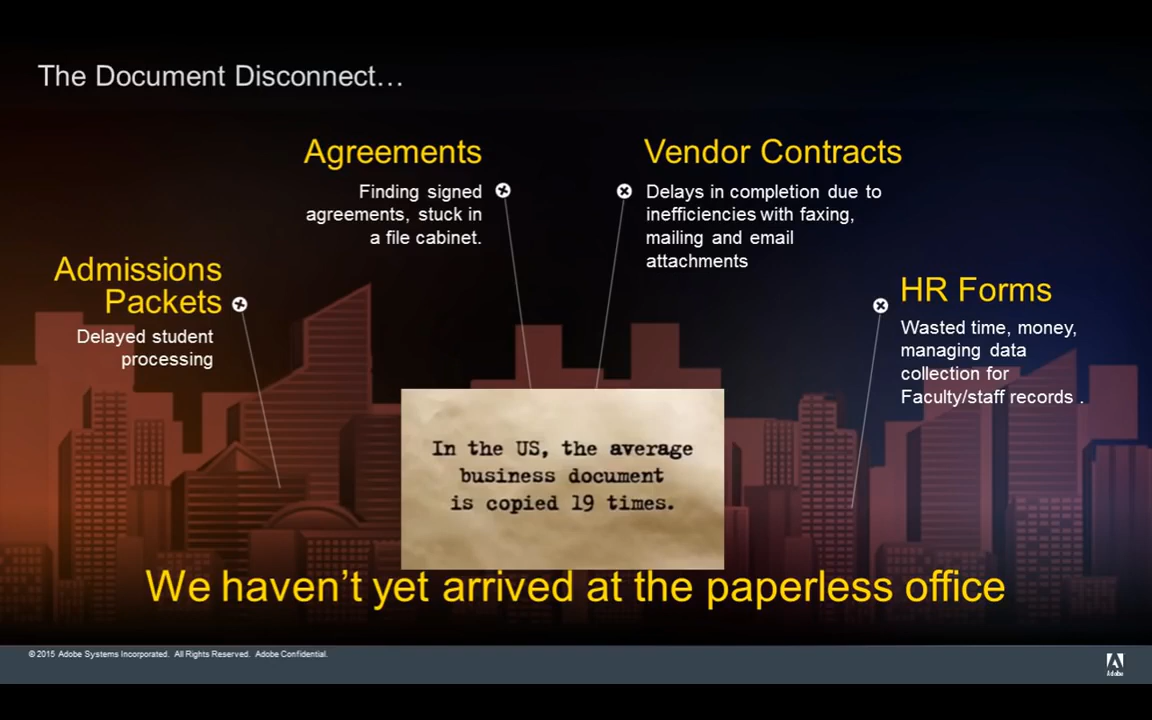 The Document Disconnect…
Agreements
Finding signed
agreements, stuck in
a file cabinet.
Vendor Contracts
Delays in completion due to
inefficiencies with faxing,
mailing and email
attachments
Admissions
Packets
Delayed student
processing
HR Forms
Wasted time, money,
managing data
collection for
Faculty/staff records .
In the US, the average
business document
is copied 19 times.
We haven’t yet arrived at the paperless office
© 2015 Adobe Systems Incorporated. All Rights Reserved. Adobe Confidential.
Adobe